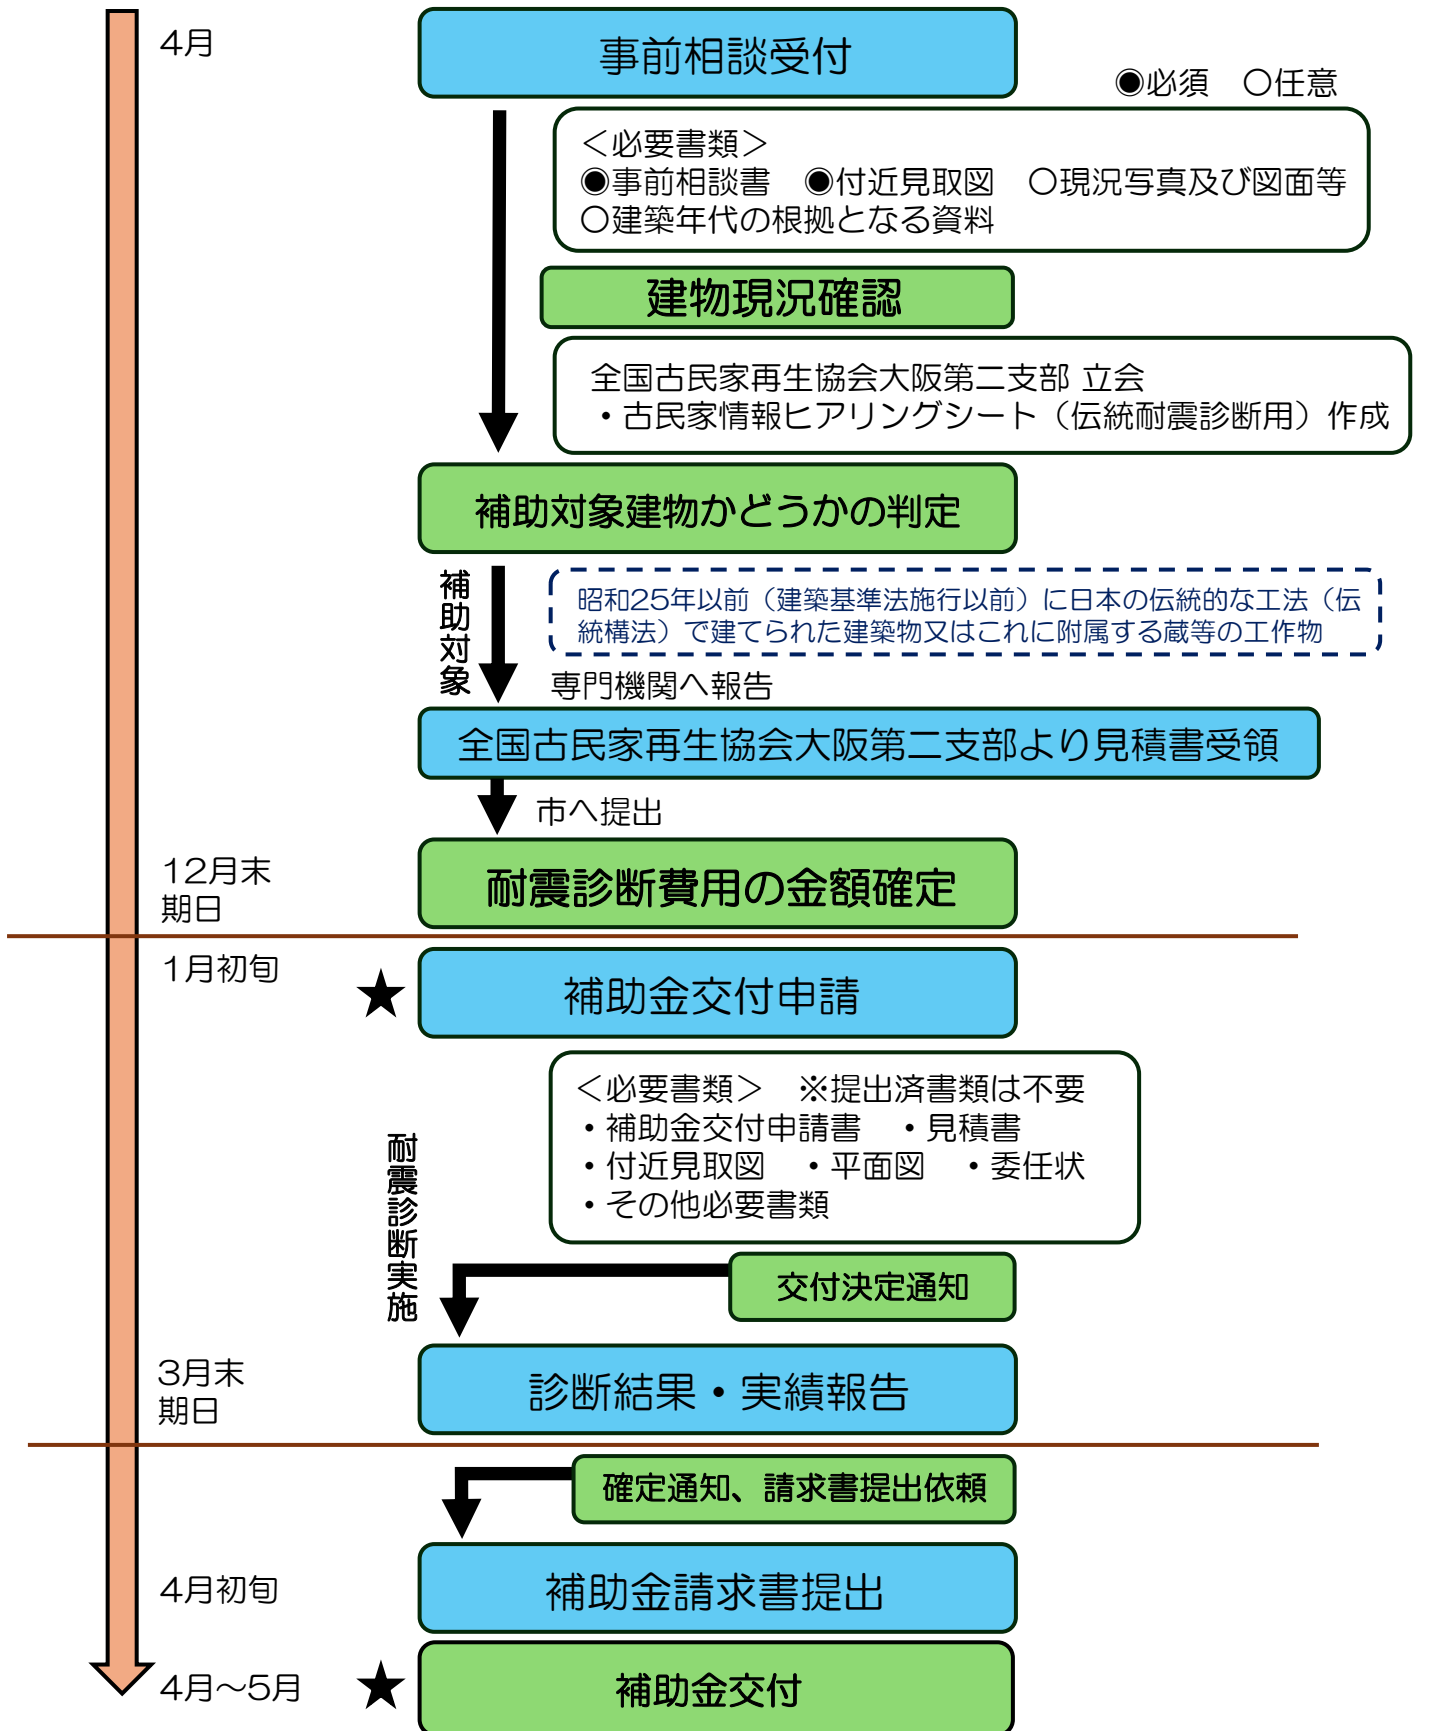 4月
事前相談受付
◉必須　○任意
＜必要書類＞
◉事前相談書　◉付近見取図　○現況写真及び図面等
○建築年代の根拠となる資料
建物現況確認
全国古民家再生協会大阪第二支部 立会
・古民家情報ヒアリングシート（伝統耐震診断用）作成
補助対象建物かどうかの判定
補助対象
昭和25年以前（建築基準法施行以前）に日本の伝統的な工法（伝
統構法）で建てられた建築物又はこれに附属する蔵等の工作物
専門機関へ報告
全国古民家再生協会大阪第二支部より見積書受領
市へ提出
12月末
期日
耐震診断費用の金額確定
1月初旬
★
補助金交付申請
＜必要書類＞　※提出済書類は不要
・補助金交付申請書　・見積書
・付近見取図　・平面図　・委任状
・その他必要書類
耐震診断実施
交付決定通知
3月末
期日
診断結果・実績報告
確定通知、請求書提出依頼
4月初旬
補助金請求書提出
4月～5月
★
補助金交付